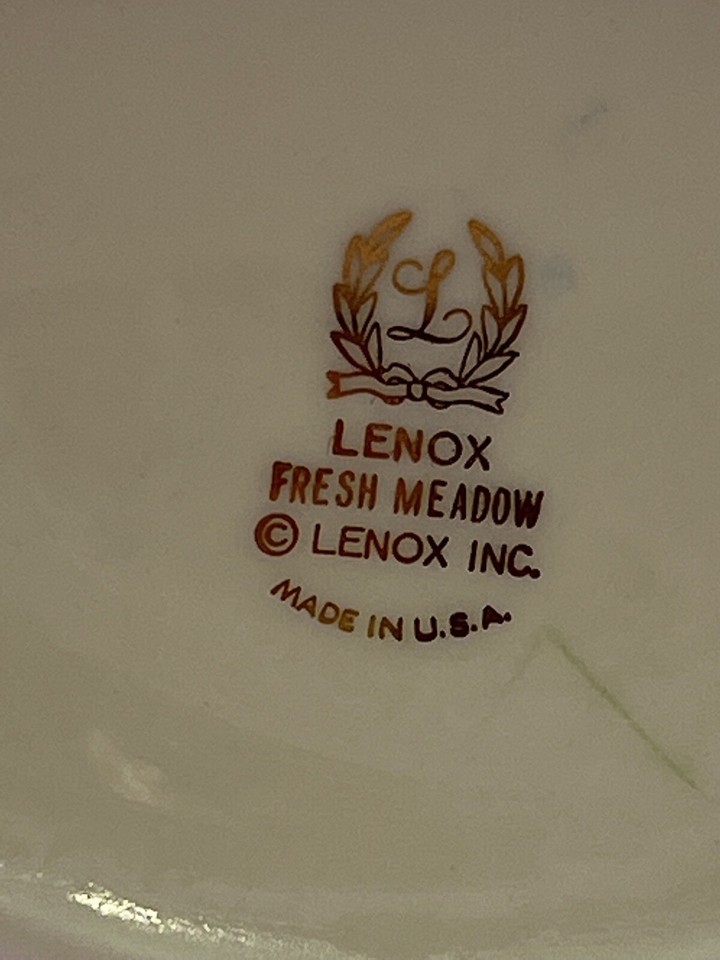 L
LENOX
FRESH MEADOW
© LENOX INC.
MADE IN U.S.A.